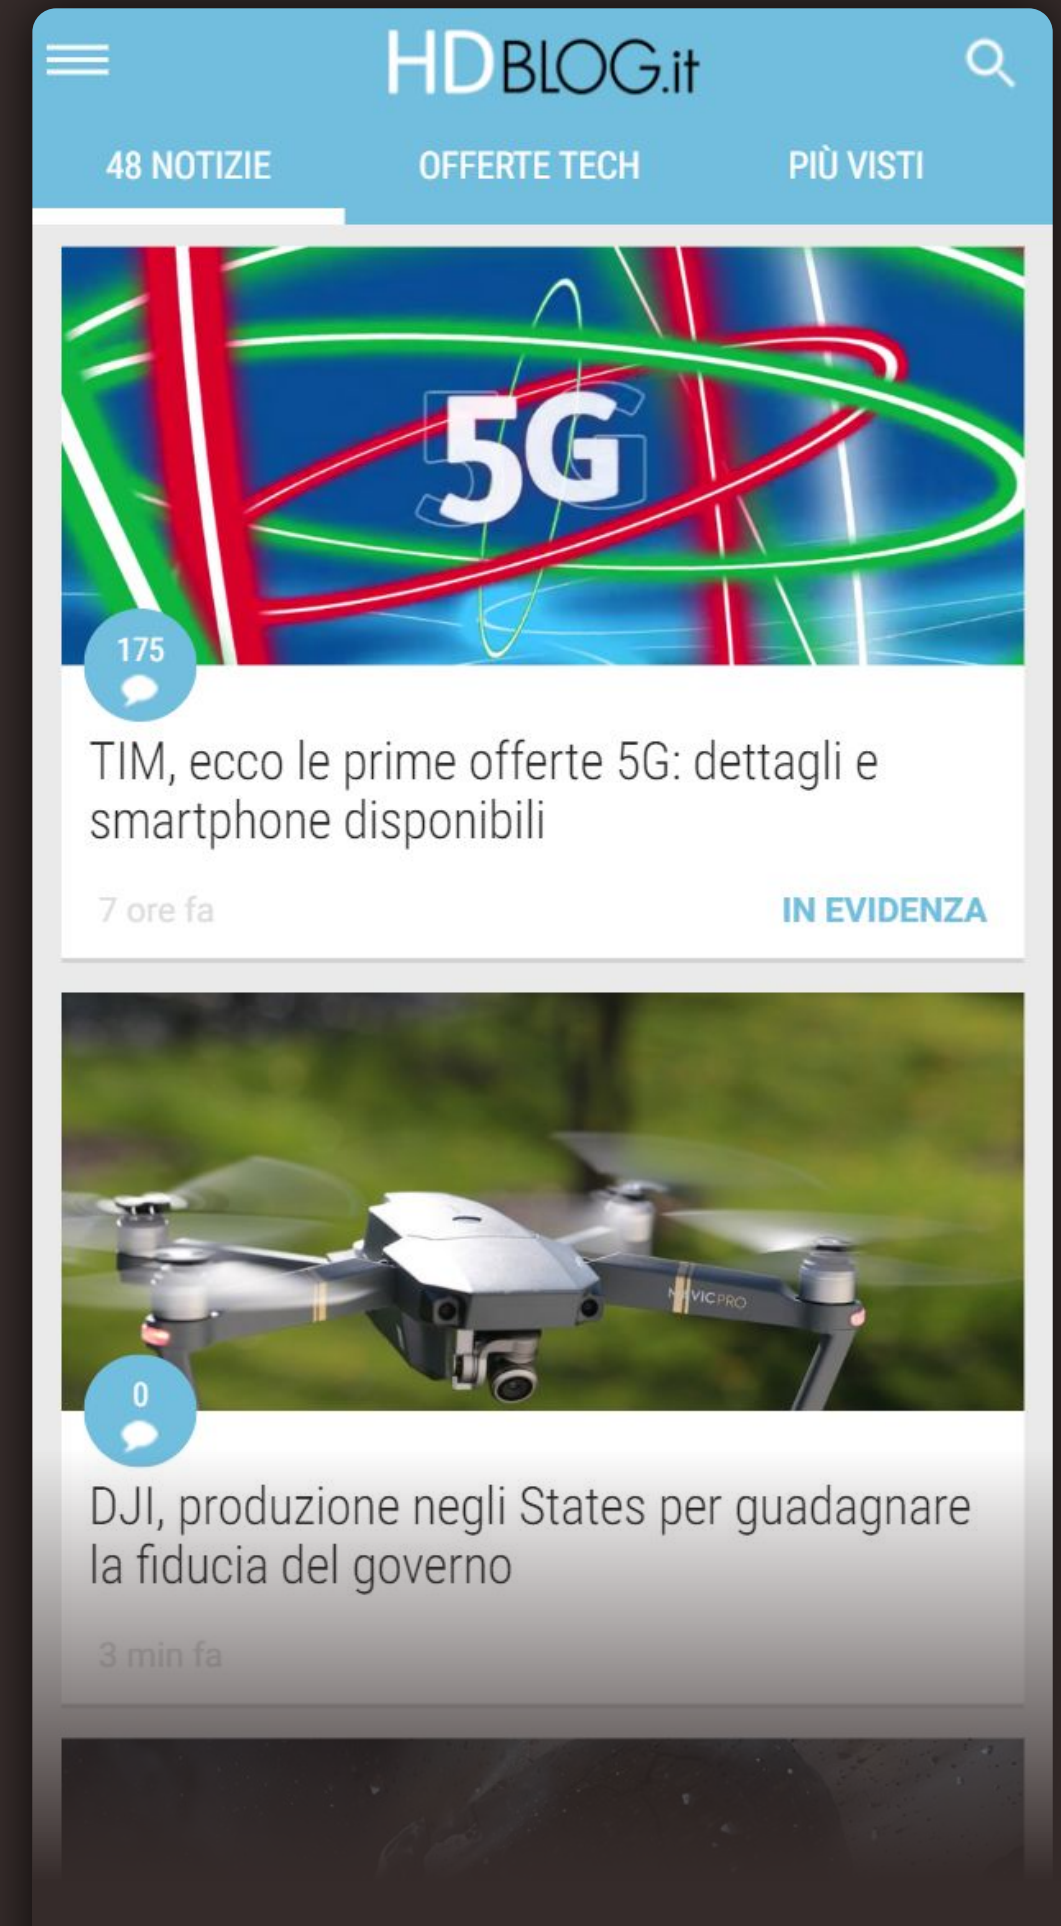 HDBLOG.it
48 NOTIZIE
OFFERTE TECH
PIÙ VISTI
5G
175
TIM, ecco le prime offerte 5G: dettagli e
smartphone disponibili
7 ore fa
IN EVIDENZA
MAVIC PRO
0
DJI, produzione negli States per guadagnare
la fiducia del governo
3 min fa